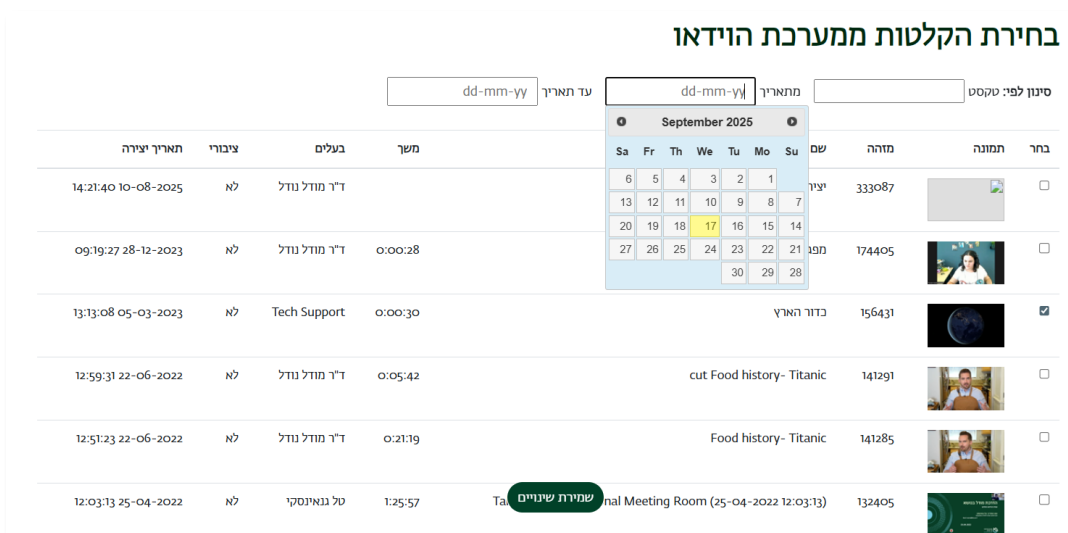 בחירת הקלטות ממערכת הוידאו
סינון לפי: טקסט מתאריך dd-mm-yy עד תאריך dd-mm-yy
September 2025
Su Mo Tu We Th Fr Sa
1 2 3 4 5 6
7 8 9 10 11 12 13
14 15 16 17 18 19 20
21 22 23 24 25 26 27
28 29 30
בחר תמונה מזהה שם משך בעלים ציבורי תאריך יצירה
333087 ד"ר מודל נודל לא 10-08-2025 14:21:40
174405 0:00:28 ד"ר מודל נודל לא 28-12-2023 09:19:27
156431 כדור הארץ 0:00:30 Tech Support לא 05-03-2023 13:13:08
141291 cut Food history- Titanic 0:05:42 ד"ר מודל נודל לא 22-06-2022 12:59:31
141285 Food history- Titanic 0:21:19 ד"ר מודל נודל לא 22-06-2022 12:51:23
132405 Meeting Room (25-04-2022 12:03:13) 1:25:57 טל גנאינסקי לא 25-04-2022 12:03:13
שמירת שינויים